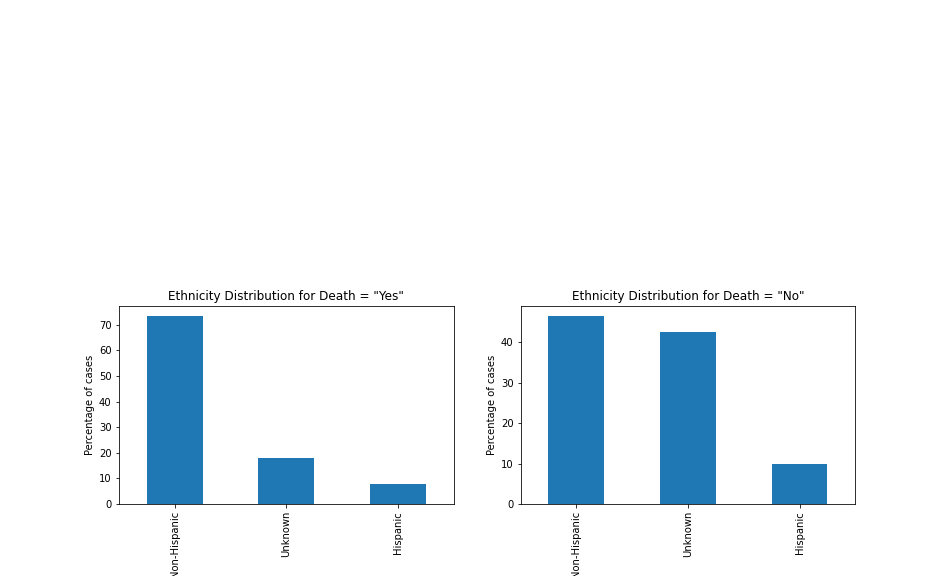 Ethnicity Distribution for Death = "Yes"
Percentage of cases
70
60
50
40
30
20
10
0
Non-Hispanic
Unknown
Hispanic
Ethnicity Distribution for Death = "No"
Percentage of cases
40
30
20
10
0
Non-Hispanic
Unknown
Hispanic